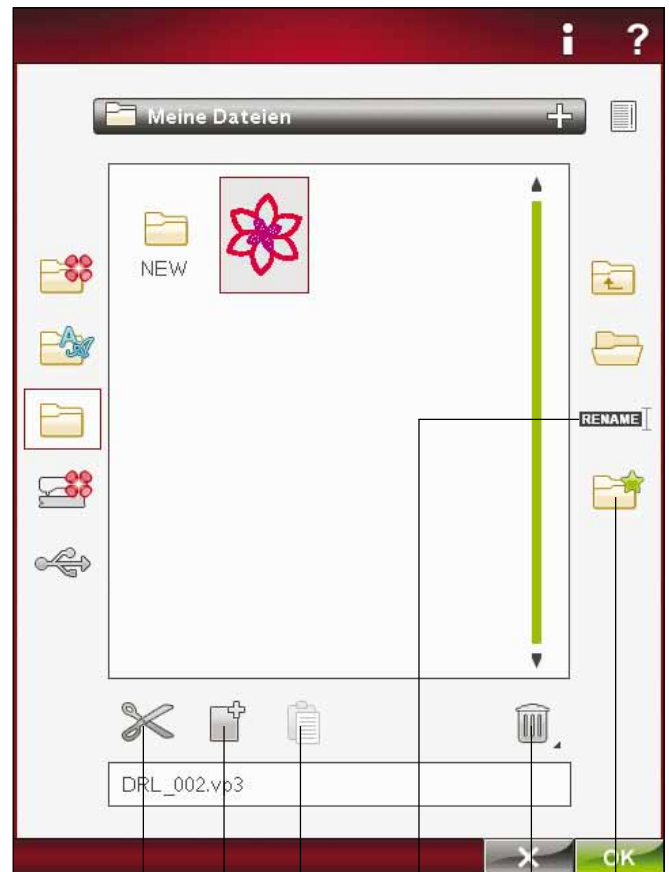 i ?
Meine Dateien
NEW
RENAME
DRL_002.vp3
OK